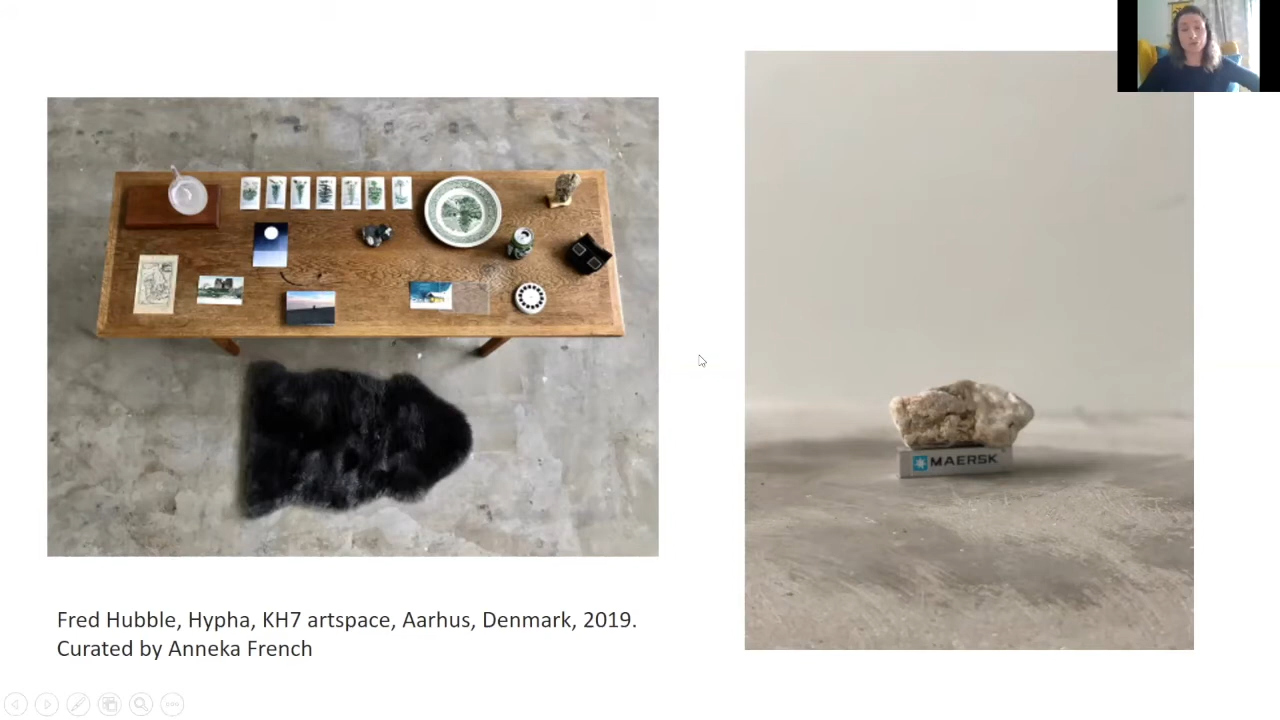 MAERSK
Fred Hubble, Hypha, KH7 artspace, Aarhus, Denmark, 2019.
Curated by Anneka French